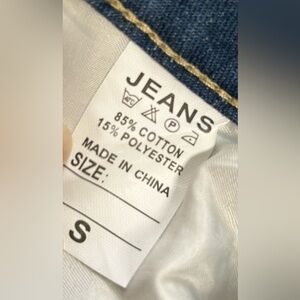 JEANS
85% COTTON
15% POLYESTER
MADE IN CHINA
SIZE:
S